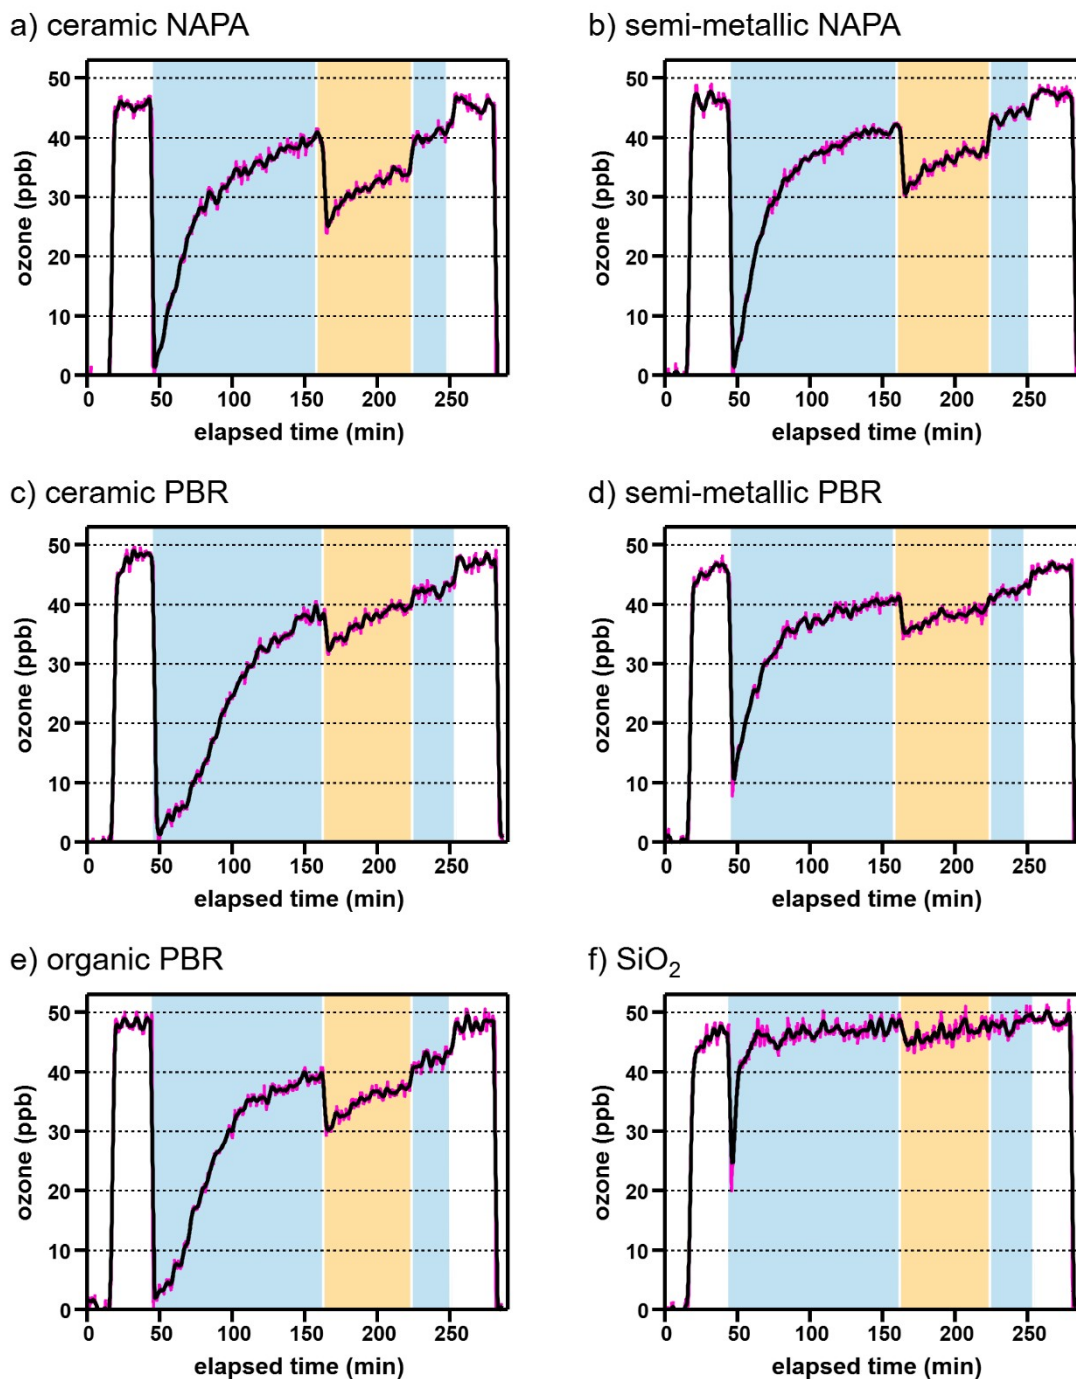 a) ceramic NAPA
b) semi-metallic NAPA
50
40
30
20
10
0
ozone (ppb)
0 50 100 150 200 250
elapsed time (min)
50
40
30
20
10
0
ozone (ppb)
0 50 100 150 200 250
elapsed time (min)
c) ceramic PBR
d) semi-metallic PBR
50
40
30
20
10
0
ozone (ppb)
0 50 100 150 200 250
elapsed time (min)
50
40
30
20
10
0
ozone (ppb)
0 50 100 150 200 250
elapsed time (min)
e) organic PBR
f) SiO₂
50
40
30
20
10
0
ozone (ppb)
0 50 100 150 200 250
elapsed time (min)
50
40
30
20
10
0
ozone (ppb)
0 50 100 150 200 250
elapsed time (min)